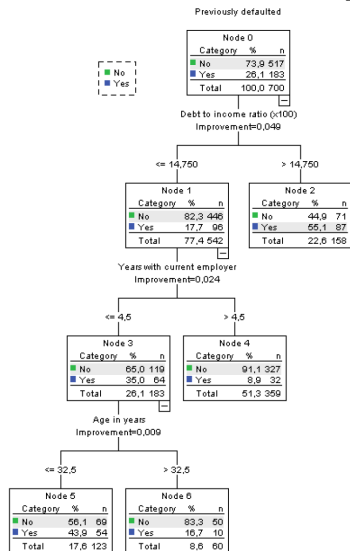 Previously defaulted
No
Yes
Node 0
Category % n
No 73,9 517
Yes 26,1 183
Total 100,0 700
Debt to income ratio (x100)
Improvement=0,049
<= 14,750
> 14,750
Node 1
Category % n
No 82,3 446
Yes 17,7 96
Total 77,4 542
Node 2
Category % n
No 44,9 71
Yes 55,1 87
Total 22,6 158
Years with current employer
Improvement=0,024
<= 4,5
> 4,5
Node 3
Category % n
No 65,0 119
Yes 35,0 64
Total 26,1 183
Node 4
Category % n
No 91,1 327
Yes 8,9 32
Total 51,3 359
Age in years
Improvement=0,009
<= 32,5
> 32,5
Node 5
Category % n
No 56,1 69
Yes 43,9 54
Total 17,6 123
Node 6
Category % n
No 83,3 50
Yes 16,7 10
Total 8,6 60